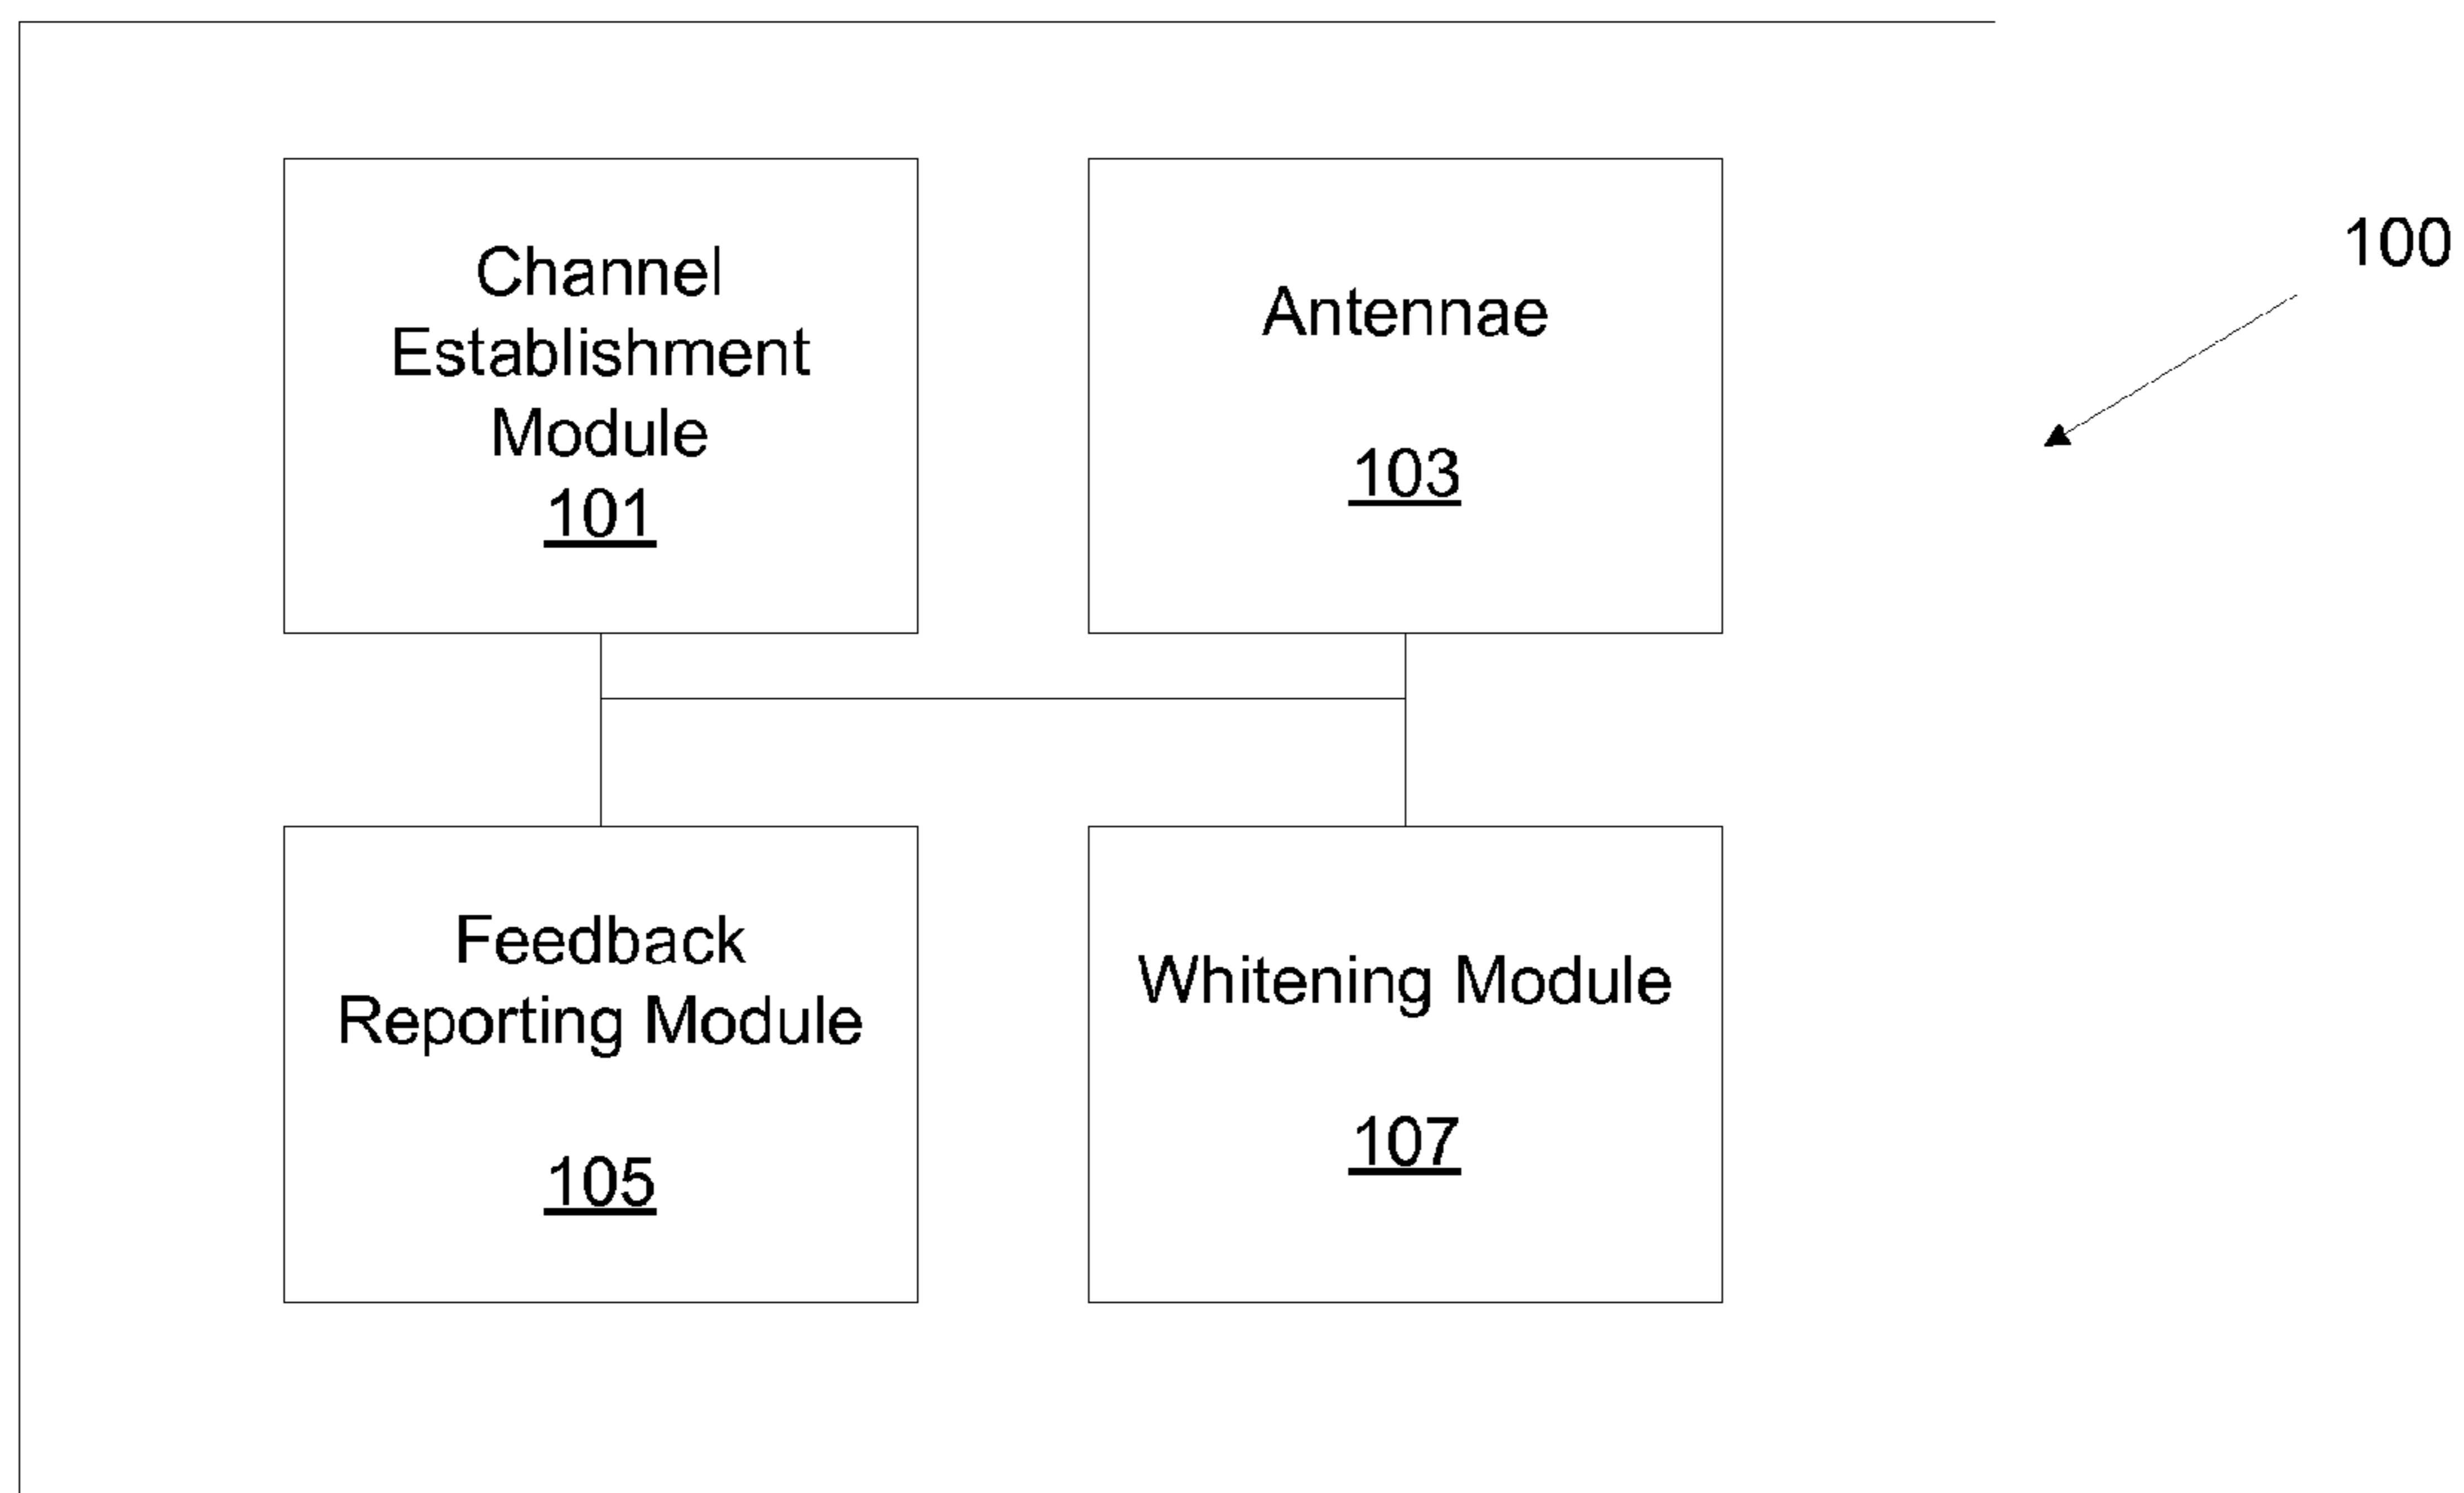 Channel
Establishment
Module
101
Antennae
103
100
Feedback
Reporting Module
105
Whitening Module
107